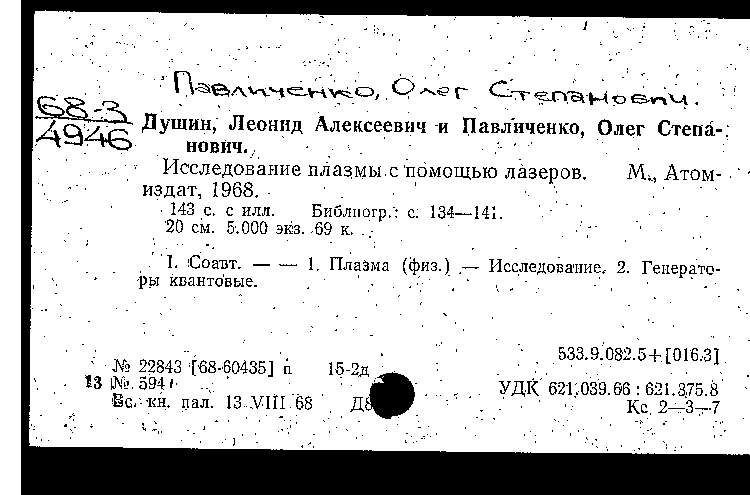 Павличенко, Олег Степанович.
68-3
4946
Душин, Леонид Алексеевич и Павличенко, Олег Степа-
нович.
Исследование плазмы с помощью лазеров. М., Атом-
издат, 1968.
143 с. с илл. Библиогр.: с. 134—141.
20 см. 5.000 экз. 69 к.
I. Соавт. — — 1. Плазма (физ.) — Исследование. 2. Генерато-
ры квантовые.
533.9.082.5+[016.3]
№ 22843 [68-60435] п 15-2д
13 № 594
УДК 621.039.66 : 621.375.8
Вс. кн. пал. 13 VIII 68 Д8
Кс 2—3—7